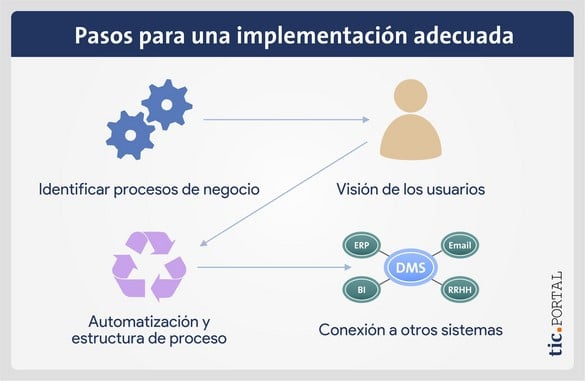 Pasos para una implementación adecuada
Identificar procesos de negocio
Visión de los usuarios
Automatización y
estructura de proceso
ERP
Email
DMS
BI
RRHH
Conexión a otros sistemas
tic.PORTAL